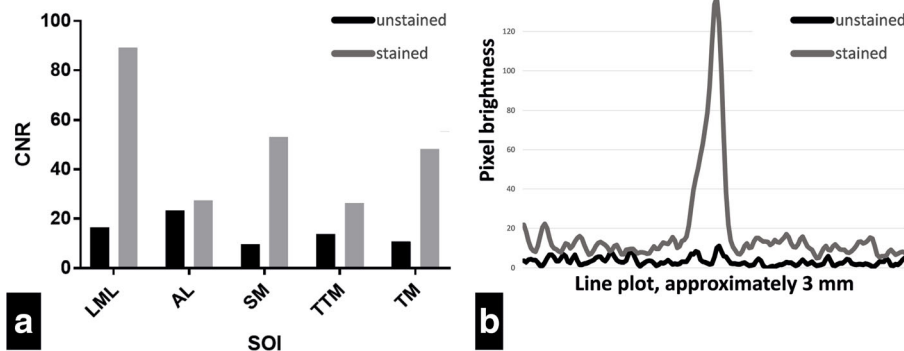 100
80
60
40
20
0
CNR
unstained
stained
LML AL SM TTM TM
SOI
a
120
100
80
60
40
20
0
Pixel brightness
unstained
stained
Line plot, approximately 3 mm
b